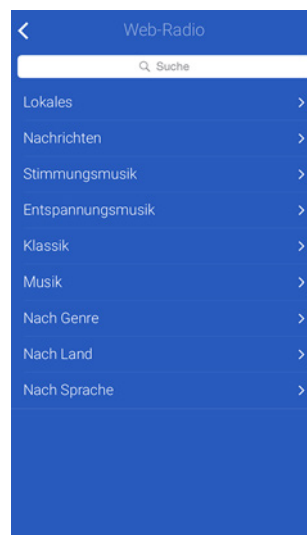 Web-Radio
Suche
Lokales
Nachrichten
Stimmungsmusik
Entspannungsmusik
Klassik
Musik
Nach Genre
Nach Land
Nach Sprache